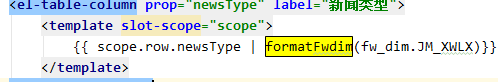 <el-table-column prop="newsType" label="新闻类型">
<template slot-scope="scope">
{{ scope.row.newsType | formatFwdim(fw_dim.JM_XWLX)}}
</template>